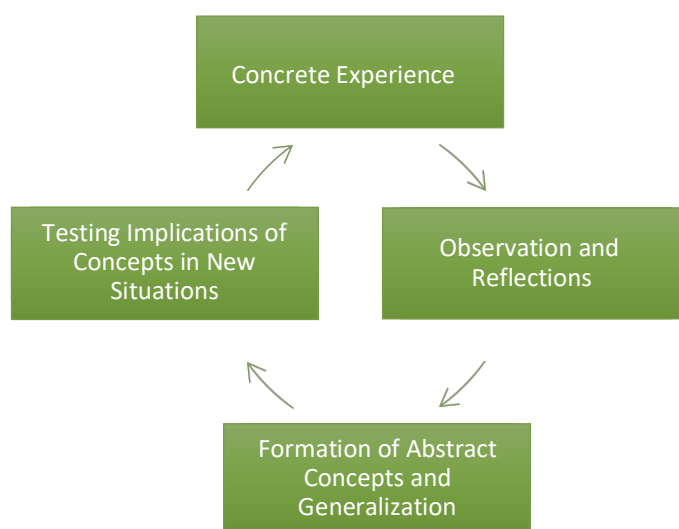 Concrete Experience
Observation and
Reflections
Formation of Abstract
Concepts and
Generalization
Testing Implications of
Concepts in New
Situations